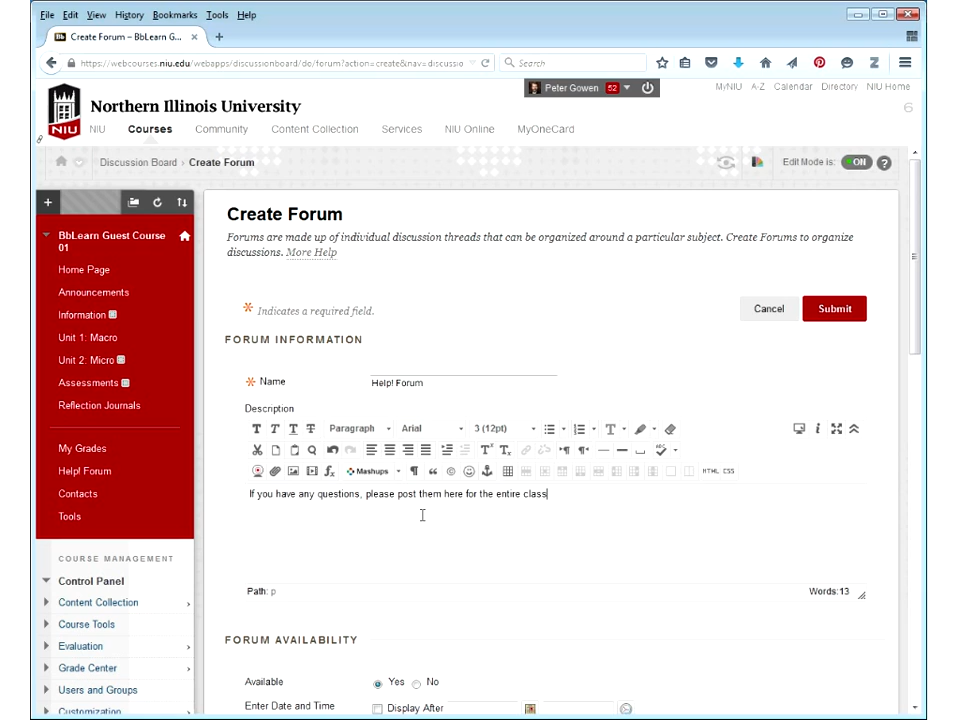 File Edit View History Bookmarks Tools Help
Create Forum – BbLearn G... × +
https://webcourses.niu.edu/webapps/discussionboard/do/forum?action=create&nav=discussio Search
Peter Gowen 52
MyNIU A-Z Calendar Directory NIU Home
Northern Illinois University
NIU
NIU Courses Community Content Collection Services NIU Online MyOneCard
6
Discussion Board › Create Forum Edit Mode is: ON ?
BbLearn Guest Course
01
Home Page
Announcements
Information
Unit 1: Macro
Unit 2: Micro
Assessments
Reflection Journals
My Grades
Help! Forum
Contacts
Tools
COURSE MANAGEMENT
Control Panel
Content Collection
Course Tools
Evaluation
Grade Center
Users and Groups
Customization
Create Forum
Forums are made up of individual discussion threads that can be organized around a particular subject. Create Forums to organize
discussions. More Help
* Indicates a required field.
Cancel Submit
FORUM INFORMATION
* Name Help! Forum
Description
T T T T Paragraph Arial 3 (12pt) T
Tˣ Tₓ ABC
fx Mashups ¶ “ © HTML CSS
If you have any questions, please post them here for the entire class
Path: p Words:13
FORUM AVAILABILITY
Available Yes No
Enter Date and Time Display After